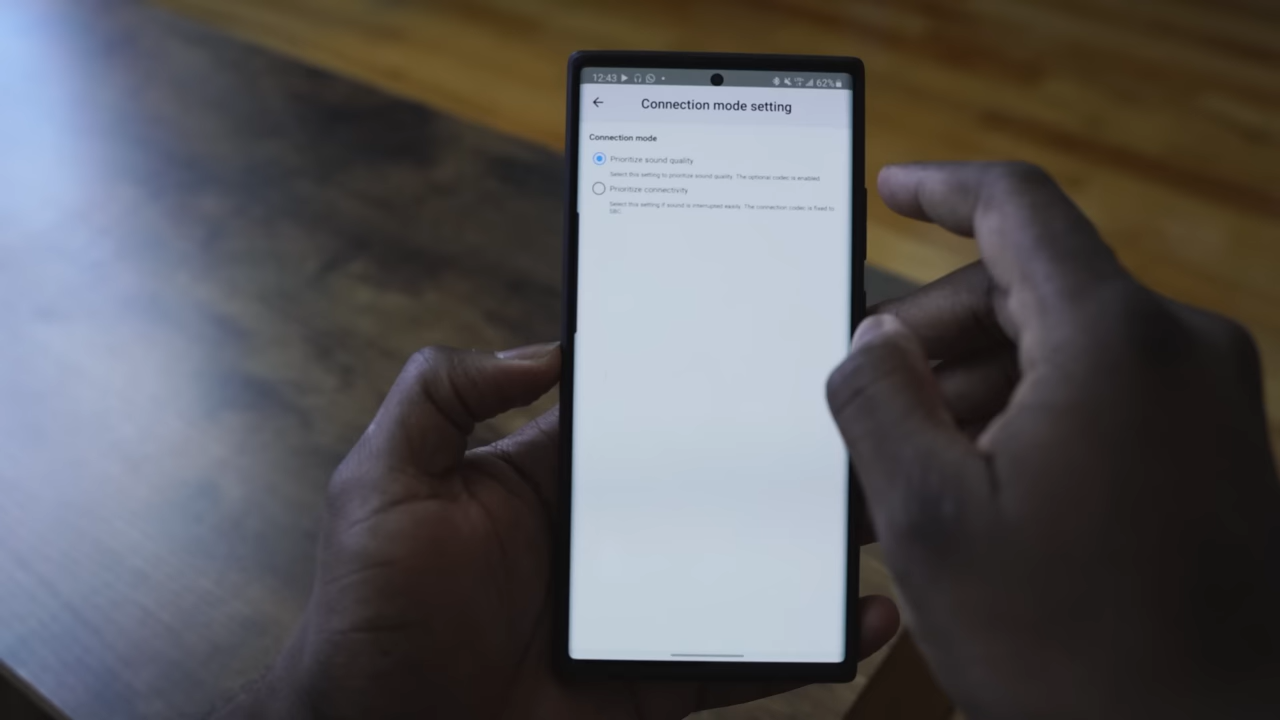 12:43
62%
Connection mode setting
Connection mode
Prioritize sound quality
Select this setting to prioritize sound quality. The optional codec is enabled.
Prioritize connectivity
Select this setting if sound is interrupted easily. The connection codec is fixed to
SBC.